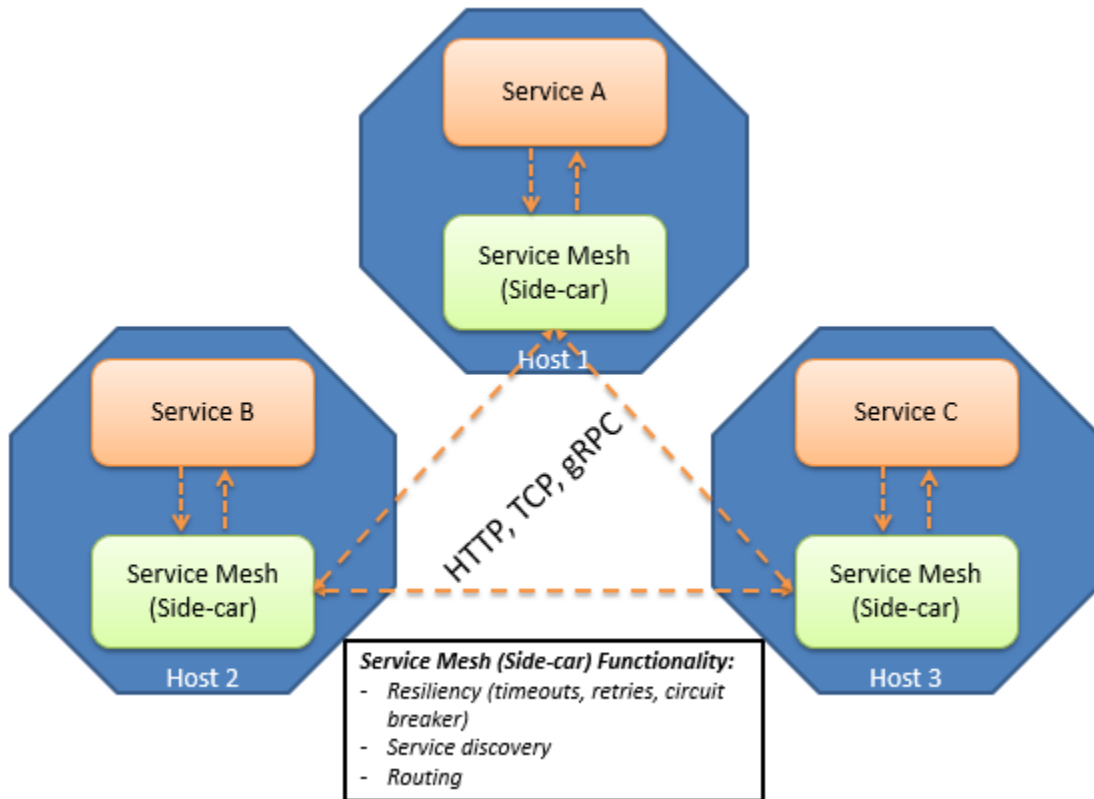 Service A
Service Mesh
(Side-car)
Host 1
Service B
Service Mesh
(Side-car)
Host 2
Service C
Service Mesh
(Side-car)
Host 3
HTTP, TCP, gRPC
Service Mesh (Side-car) Functionality:
- Resiliency (timeouts, retries, circuit
breaker)
- Service discovery
- Routing